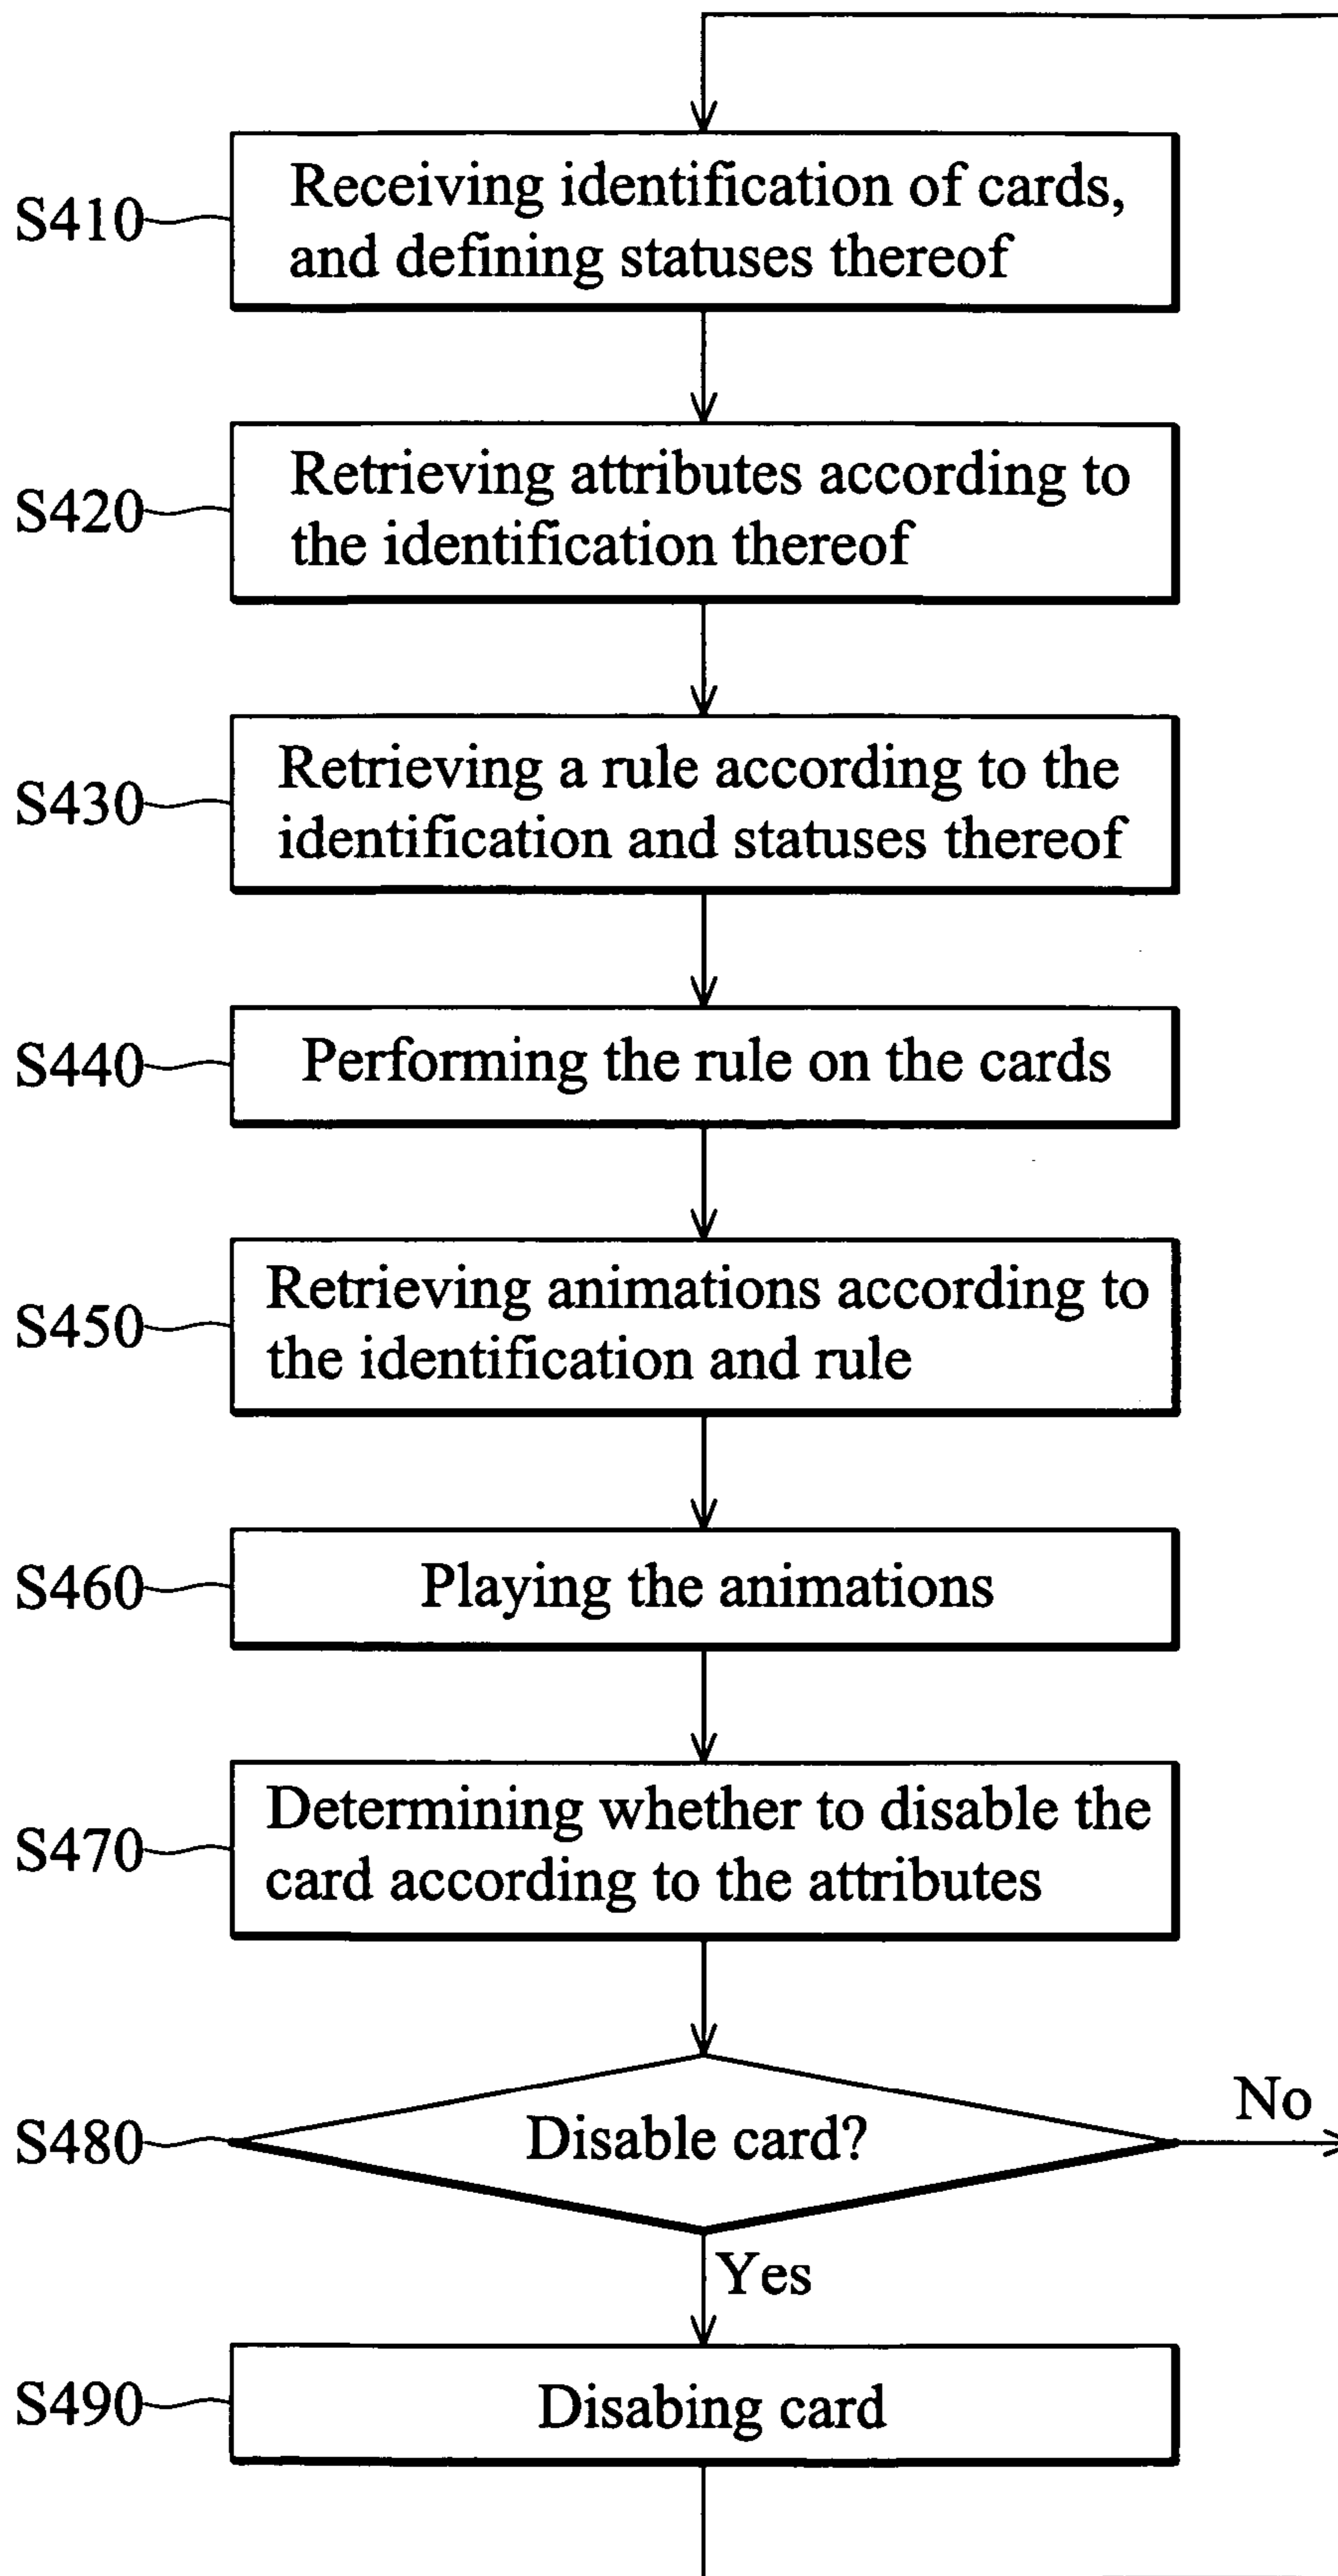 S410
Receiving identification of cards,
and defining statuses thereof
S420
Retrieving attributes according to
the identification thereof
S430
Retrieving a rule according to the
identification and statuses thereof
S440
Performing the rule on the cards
S450
Retrieving animations according to
the identification and rule
S460
Playing the animations
S470
Determining whether to disable the
card according to the attributes
S480
Disable card?
No
Yes
S490
Disabing card